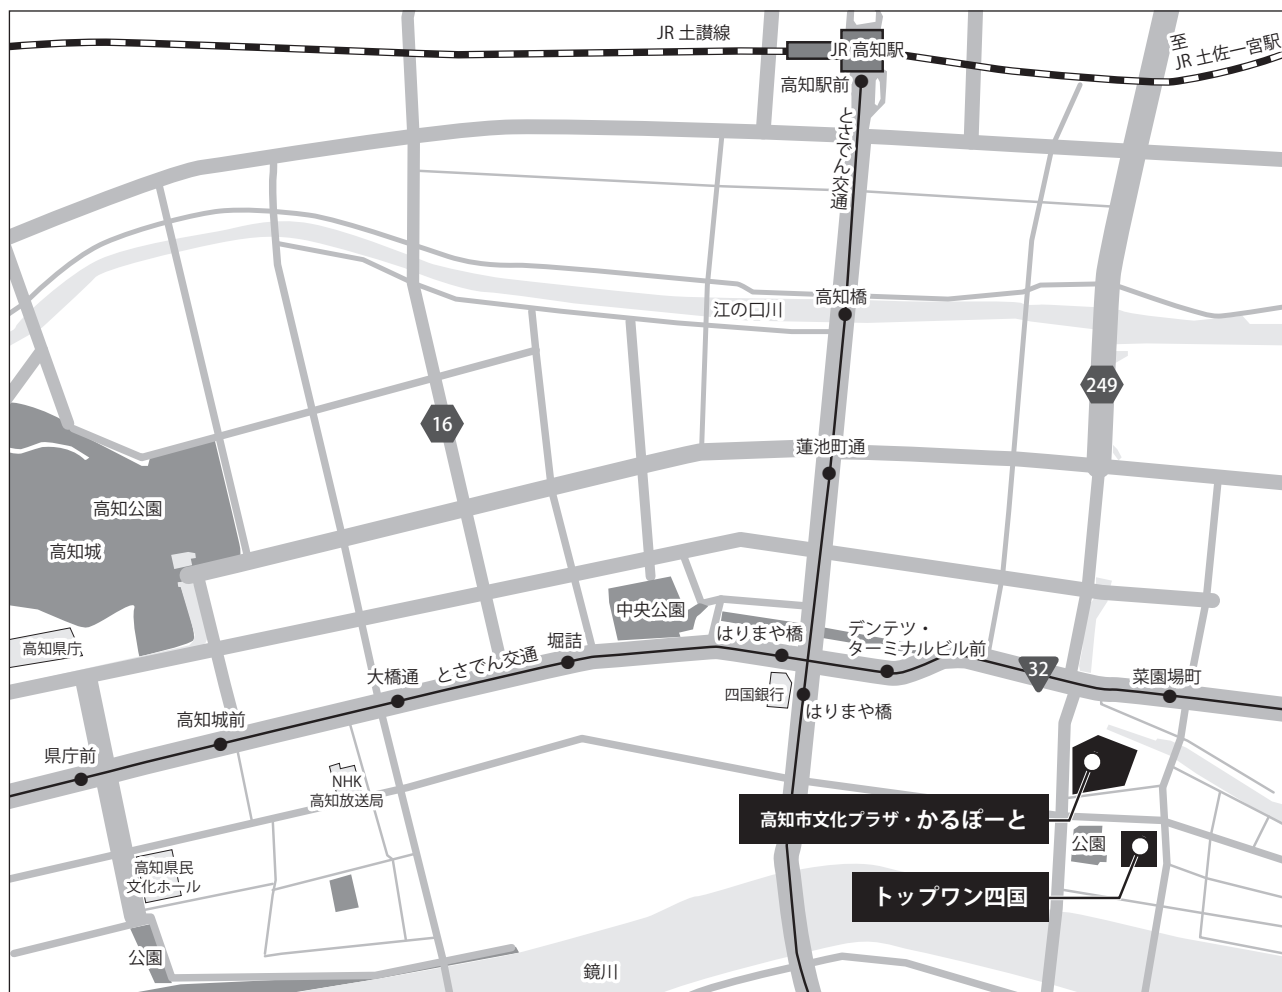 JR 土讃線
JR 高知駅
至
JR 土佐一宮駅
高知駅前
とさでん交通
江の口川
高知橋
249
16
蓮池町通
高知公園
高知城
中央公園
高知県庁
はりまや橋
デンテツ・
ターミナルビル前
堀詰
とさでん交通
大橋通
32
菜園場町
四国銀行
はりまや橋
高知城前
県庁前
NHK
高知放送局
高知市文化プラザ・かるぽーと
公園
高知県民
文化ホール
トップワン四国
公園
鏡川